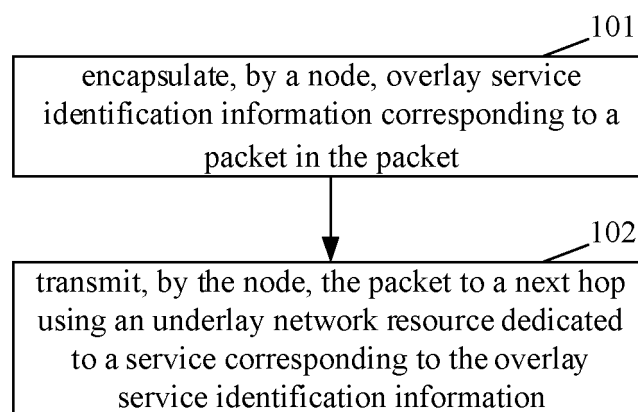 101
encapsulate, by a node, overlay service
identification information corresponding to a
packet in the packet
102
transmit, by the node, the packet to a next hop
using an underlay network resource dedicated
to a service corresponding to the overlay
service identification information